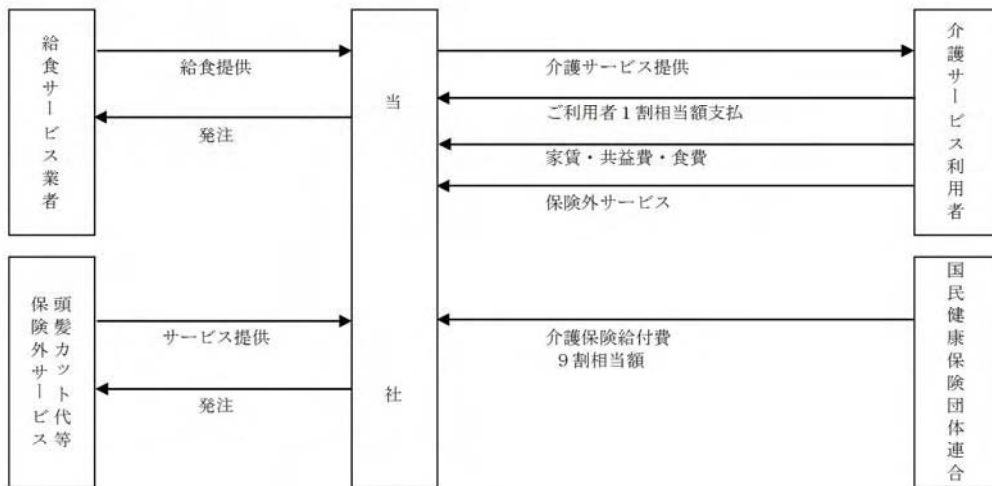 給食サービス業者
給食提供
発注
当社
介護サービス提供
ご利用者１割相当額支払
家賃・共益費・食費
保険外サービス
介護サービス利用者
頭髪カット代等
保険外サービス
サービス提供
発注
介護保険給付費
９割相当額
国民健康保険団体連合